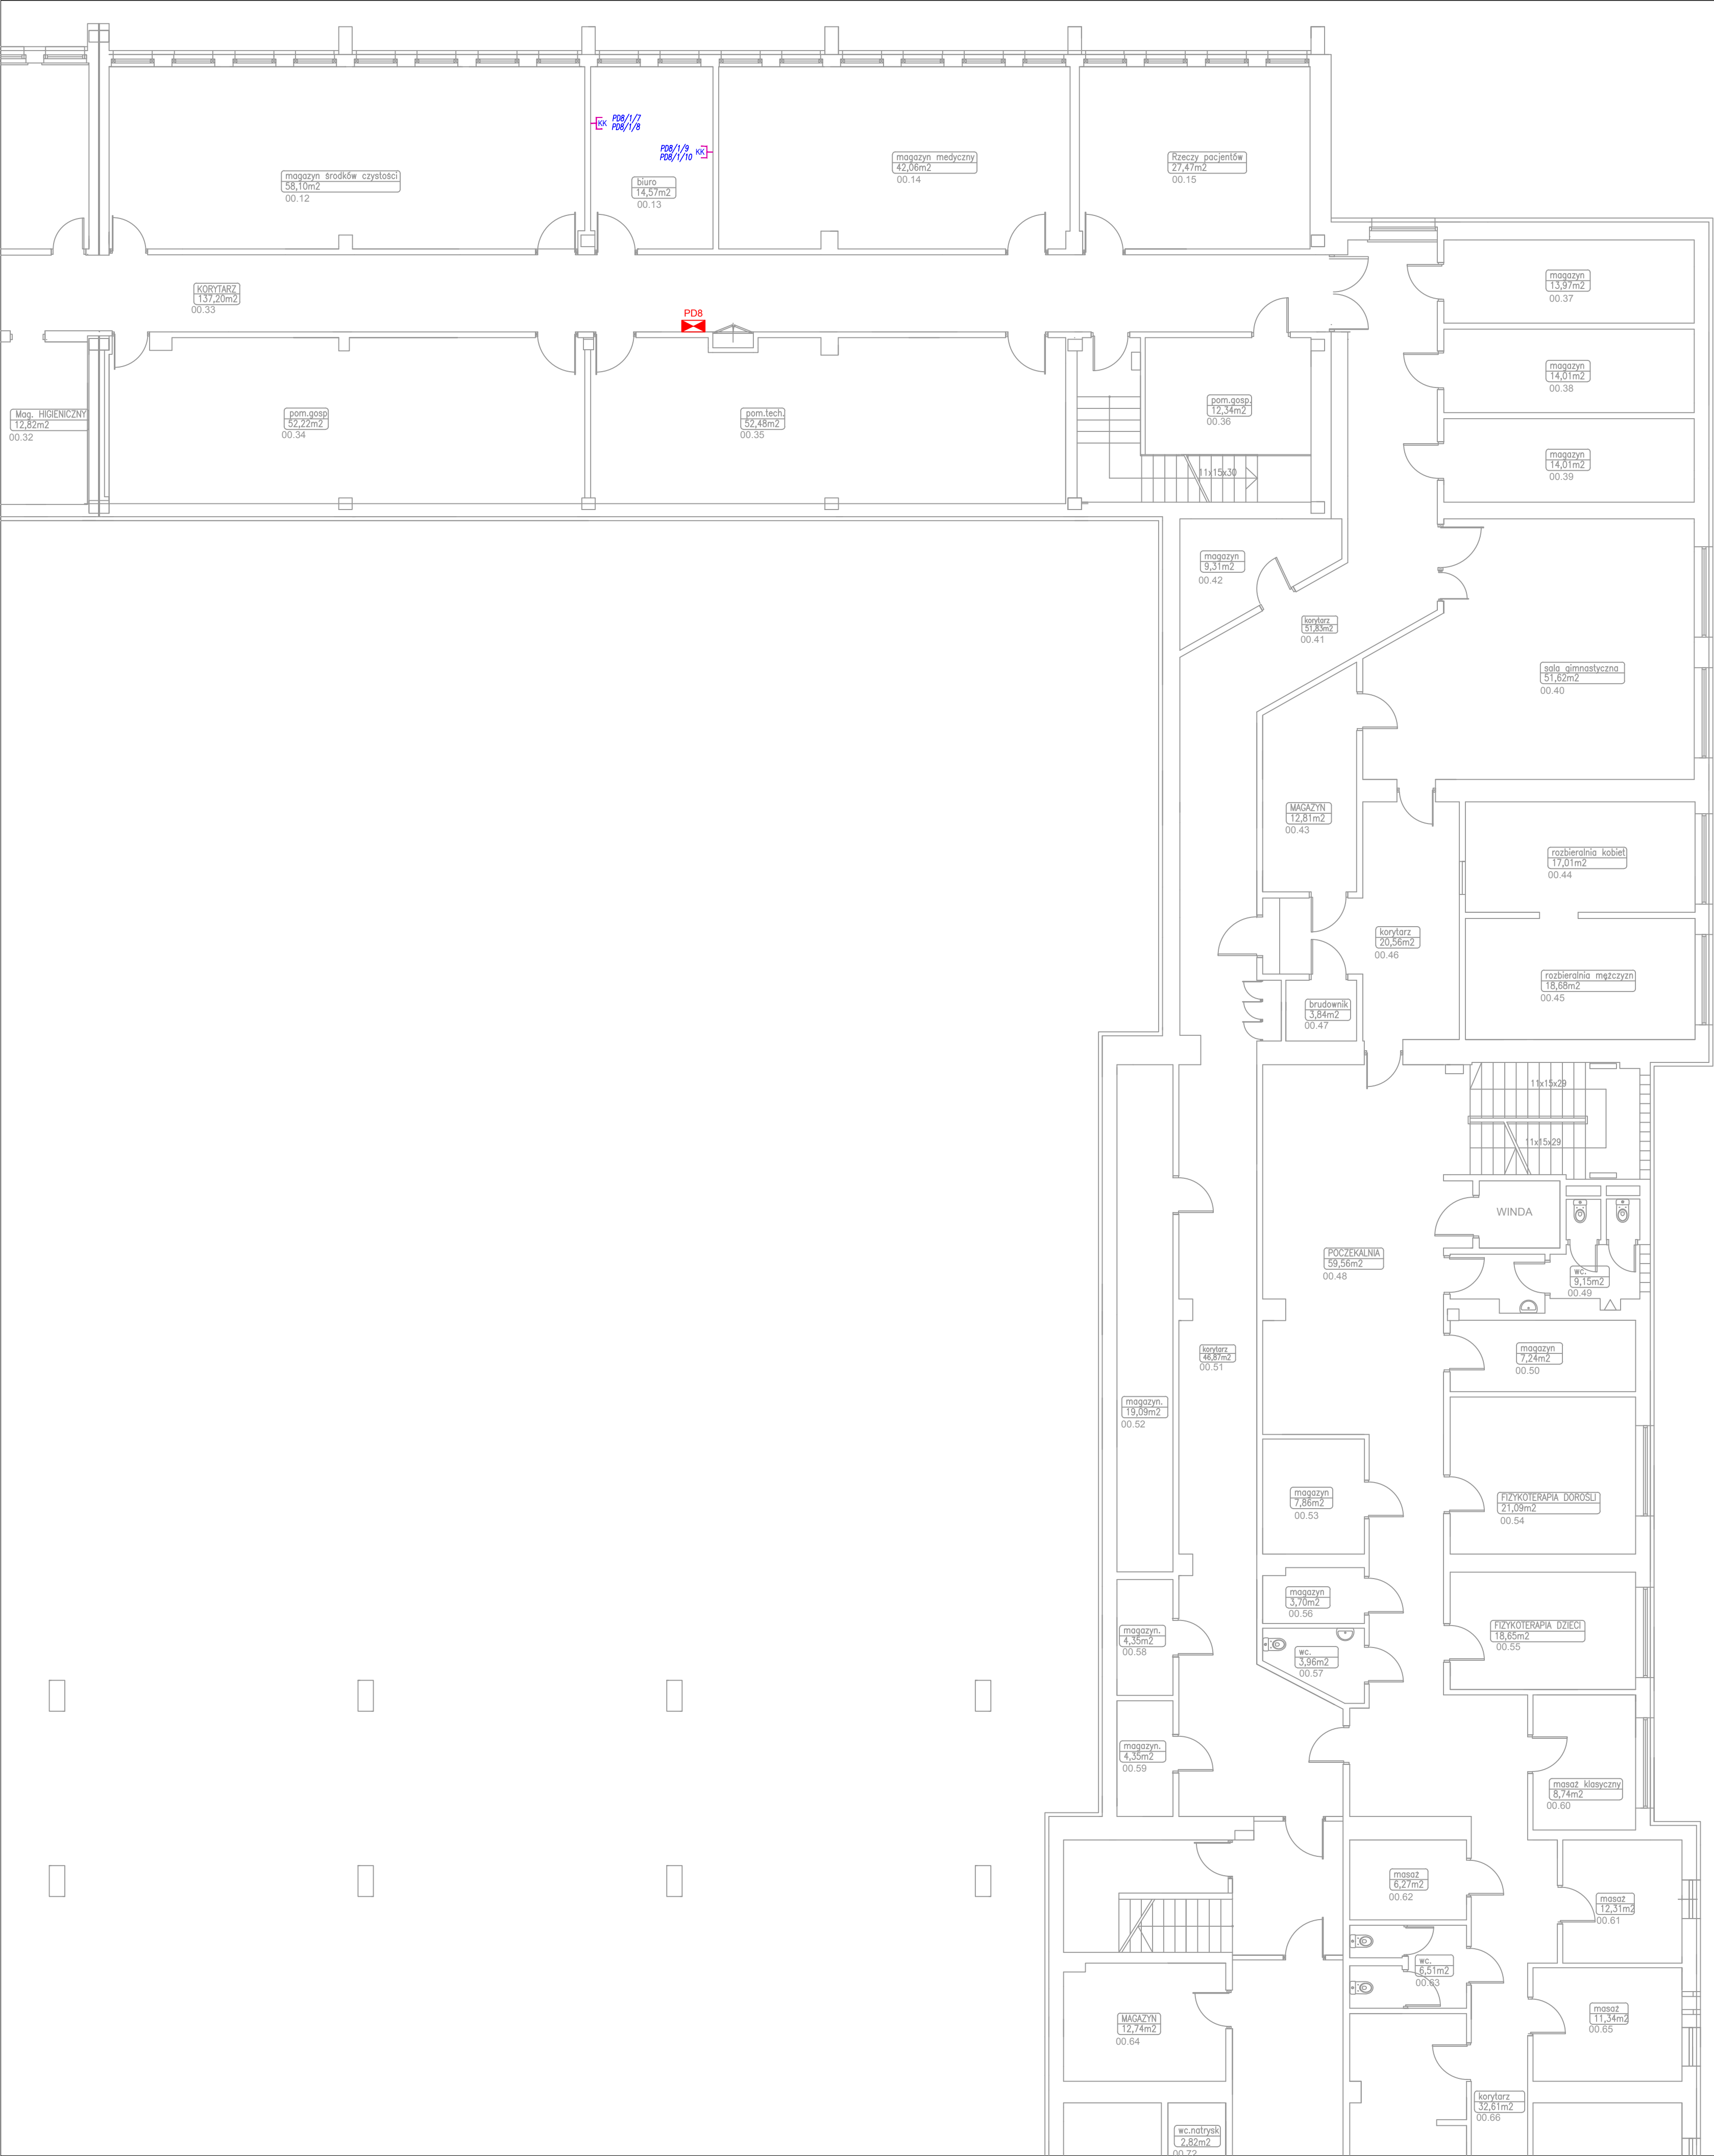 KK
PD8/1/7
PD8/1/8
PD8/1/9
PD8/1/10
KK
magazyn środków czystości
58,10m2
00.12
biuro
14,57m2
00.13
magazyn medyczny
42,06m2
00.14
Rzeczy pacjentów
27,47m2
00.15
KORYTARZ
137,20m2
00.33
PD8
magazyn
13,97m2
00.37
magazyn
14,01m2
00.38
Mag. HIGIENICZNY
12,82m2
00.32
pom.gosp
52,22m2
00.34
pom.tech.
52,48m2
00.35
pom.gosp.
12,34m2
00.36
magazyn
14,01m2
00.39
11x15x30
magazyn
9,31m2
00.42
korytarz
51,83m2
00.41
sala gimnastyczna
51,62m2
00.40
MAGAZYN
12,81m2
00.43
rozbieralnia kobiet
17,01m2
00.44
korytarz
20,56m2
00.46
rozbieralnia mężczyzn
18,68m2
00.45
brudownik
3,84m2
00.47
11x15x29
11x15x29
WINDA
POCZEKALNIA
59,56m2
00.48
wc.
9,15m2
00.49
korytarz
46,87m2
00.51
magazyn
7,24m2
00.50
magazyn.
19,09m2
00.52
magazyn
7,86m2
00.53
FIZYKOTERAPIA DOROŚLI
21,09m2
00.54
magazyn
3,70m2
00.56
magazyn.
4,35m2
00.58
wc.
3,96m2
00.57
FIZYKOTERAPIA DZIECI
18,65m2
00.55
magazyn.
4,35m2
00.59
masaż klasyczny
8,74m2
00.60
masaż
6,27m2
00.62
masaż
12,31m2
00.61
wc.
6,51m2
00.63
MAGAZYN
12,74m2
00.64
masaż
11,34m2
00.65
korytarz
32,61m2
00.66
wc.natrysk
2,82m2
00.72